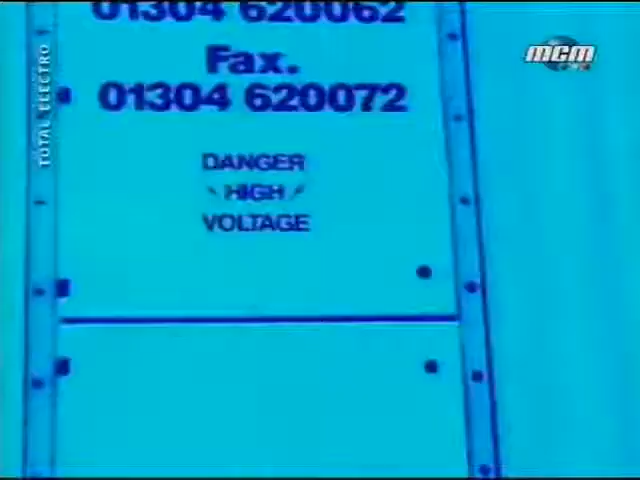 01304 620062
Fax.
01304 620072
DANGER
HIGH
VOLTAGE
TOTAL ELECTRO
mcm